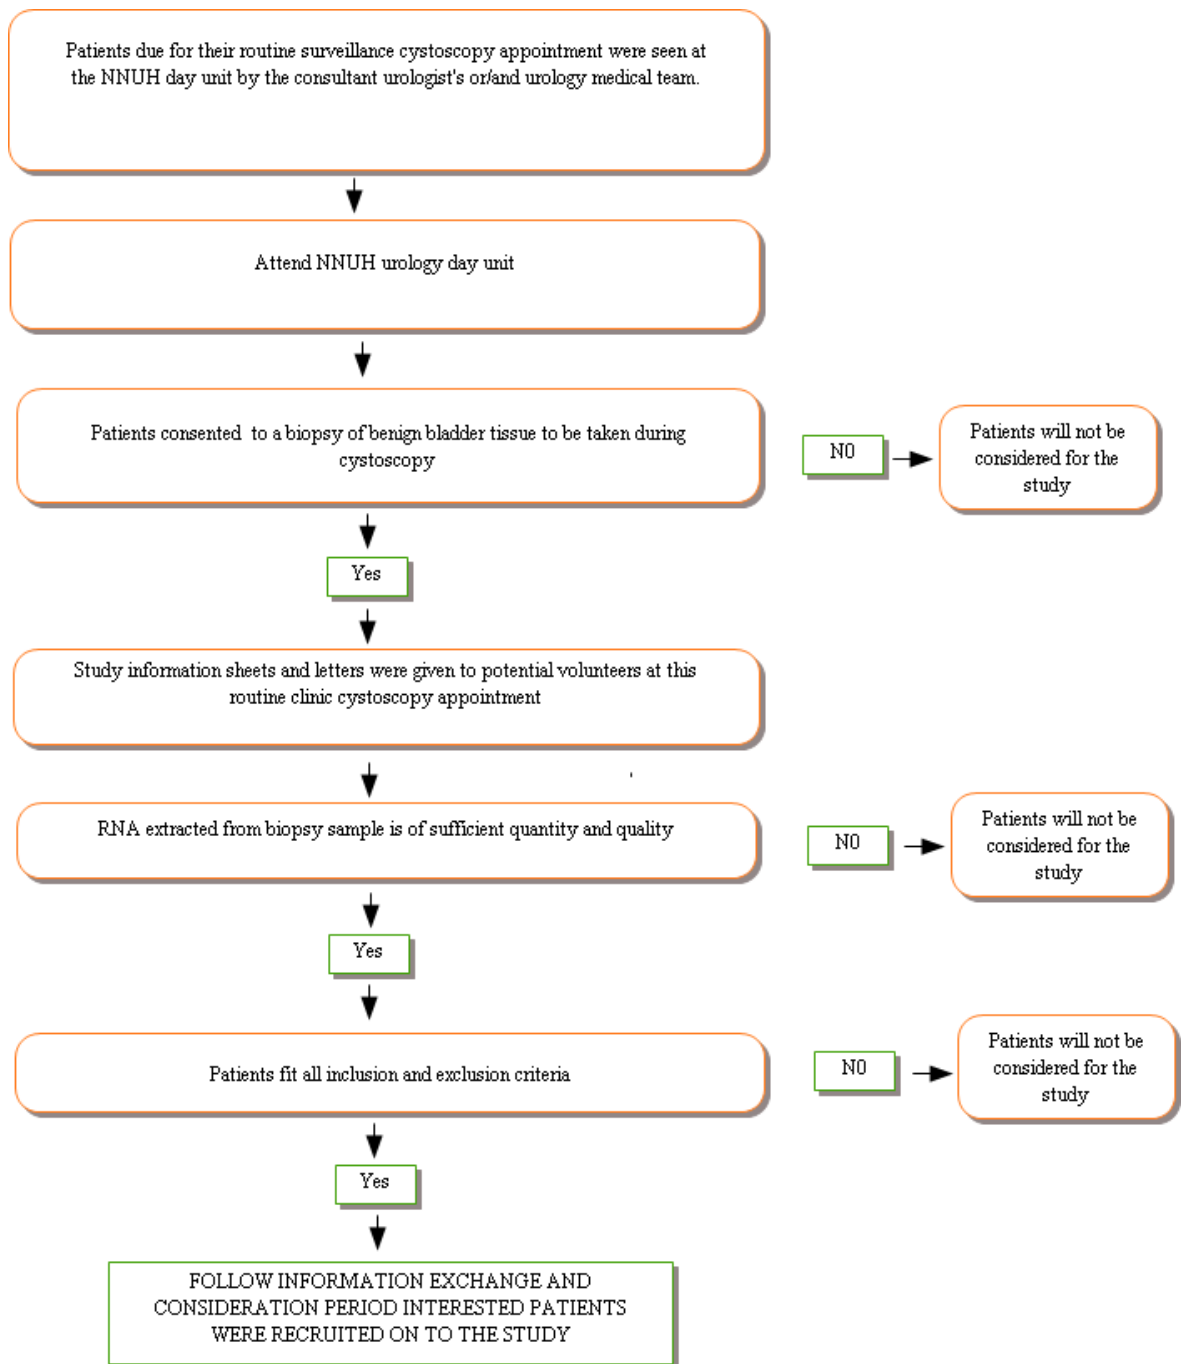 Patients due for their routine surveillance cystoscopy appointment were seen at
the NNUH day unit by the consultant urologist's or/and urology medical team.
Attend NNUH urology day unit
Patients consented to a biopsy of benign bladder tissue to be taken during
cystoscopy
N0
Patients will not be
considered for the
study
Yes
Study information sheets and letters were given to potential volunteers at this
routine clinic cystoscopy appointment
RNA extracted from biopsy sample is of sufficient quantity and quality
N0
Patients will not be
considered for the
study
Yes
Patients fit all inclusion and exclusion criteria
N0
Patients will not be
considered for the
study
Yes
FOLLOW INFORMATION EXCHANGE AND
CONSIDERATION PERIOD INTERESTED PATIENTS
WERE RECRUITED ON TO THE STUDY